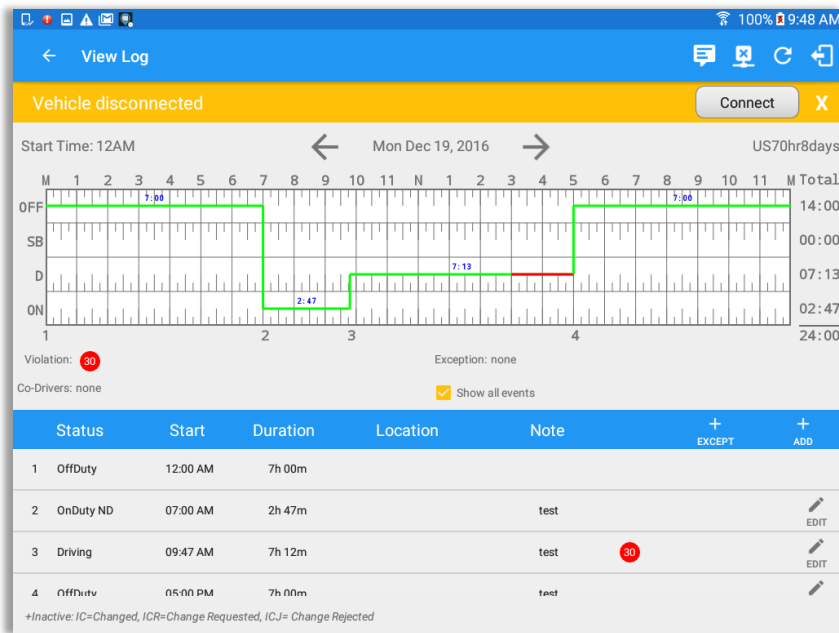 100% 9:48 AM
View Log
Vehicle disconnected Connect X
Start Time: 12AM Mon Dec 19, 2016 US70hr8days
M 1 2 3 4 5 6 7 8 9 10 11 N 1 2 3 4 5 6 7 8 9 10 11 M Total
OFF 7:00 7:00 14:00
SB 00:00
D 7:13 07:13
ON 2:47 02:47
1 2 3 4 24:00
Violation: 30 Exception: none
Co-Drivers: none Show all events
Status Start Duration Location Note + EXCEPT + ADD
1 OffDuty 12:00 AM 7h 00m
2 OnDuty ND 07:00 AM 2h 47m test EDIT
3 Driving 09:47 AM 7h 12m test 30 EDIT
4 OffDuty 05:00 PM 7h 00m test
+Inactive: IC=Changed, ICR=Change Requested, ICJ= Change Rejected